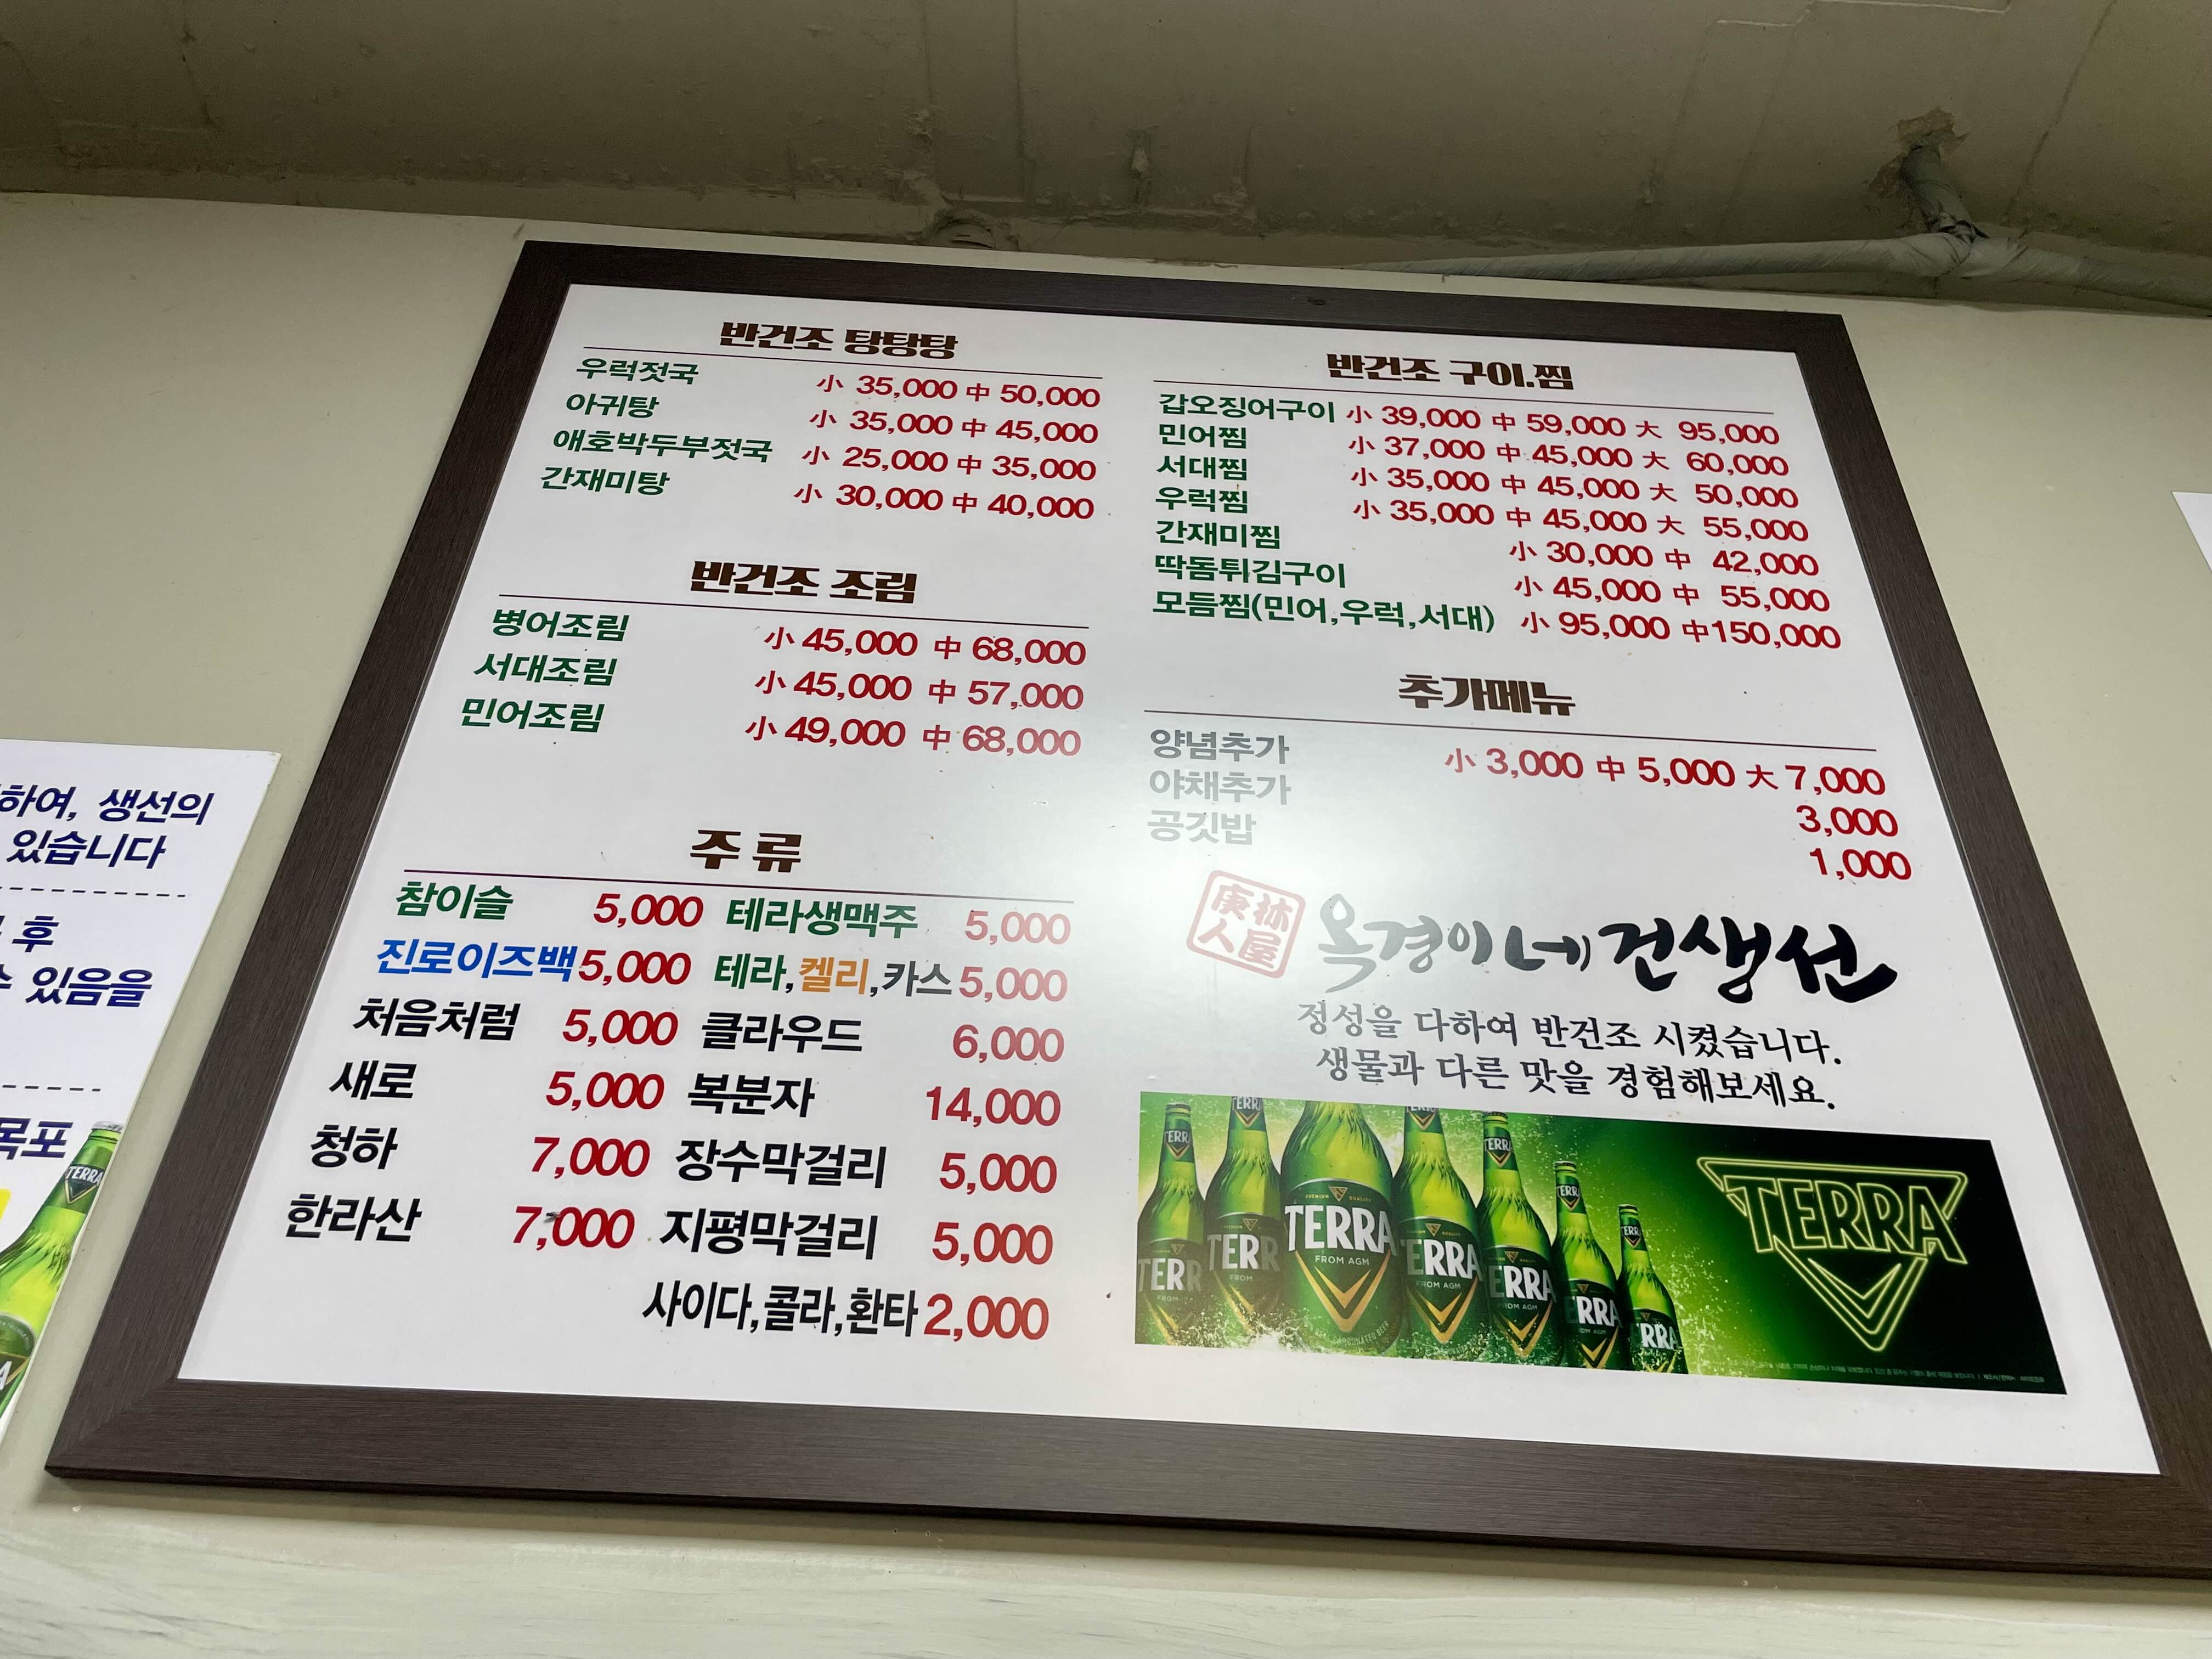 반건조 탕탕탕
우럭젓국 小 35,000 中 50,000
아귀탕 小 35,000 中 45,000
애호박두부젓국 小 25,000 中 35,000
간재미탕 小 30,000 中 40,000
반건조 조림
병어조림 小 45,000 中 68,000
서대조림 小 45,000 中 57,000
민어조림 小 49,000 中 68,000
주 류
참이슬 5,000 테라생맥주 5,000
진로이즈백 5,000 테라,켈리,카스 5,000
처음처럼 5,000 클라우드 6,000
새로 5,000 복분자 14,000
청하 7,000 장수막걸리 5,000
한라산 7,000 지평막걸리 5,000
사이다,콜라,환타 2,000
반건조 구이.찜
갑오징어구이 小 39,000 中 59,000 大 95,000
민어찜 小 37,000 中 45,000 大 60,000
서대찜 小 35,000 中 45,000 大 50,000
우럭찜 小 35,000 中 45,000 大 55,000
간재미찜 小 30,000 中 42,000
딱돔튀김구이 小 45,000 中 55,000
모듬찜(민어,우럭,서대) 小 95,000 中150,000
추가메뉴
양념추가 小 3,000 中 5,000 大 7,000
야채추가 3,000
공깃밥 1,000
옥경이네건생선
정성을 다하여 반건조 시켰습니다.
생물과 다른 맛을 경험해보세요.
TERRA
FROM AGM
TERRA
하여, 생선의
있습니다
후
있음을
목포
TERRA